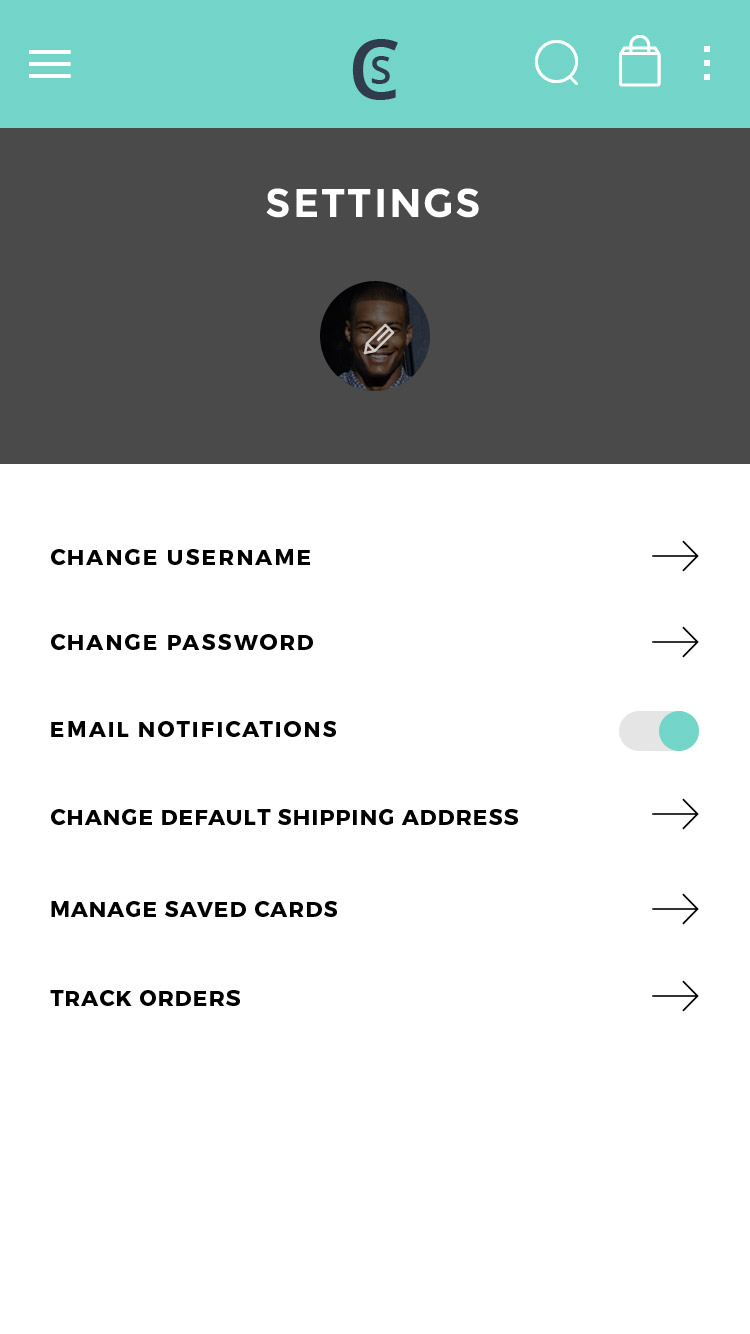 CS
SETTINGS
CHANGE USERNAME
CHANGE PASSWORD
EMAIL NOTIFICATIONS
CHANGE DEFAULT SHIPPING ADDRESS
MANAGE SAVED CARDS
TRACK ORDERS